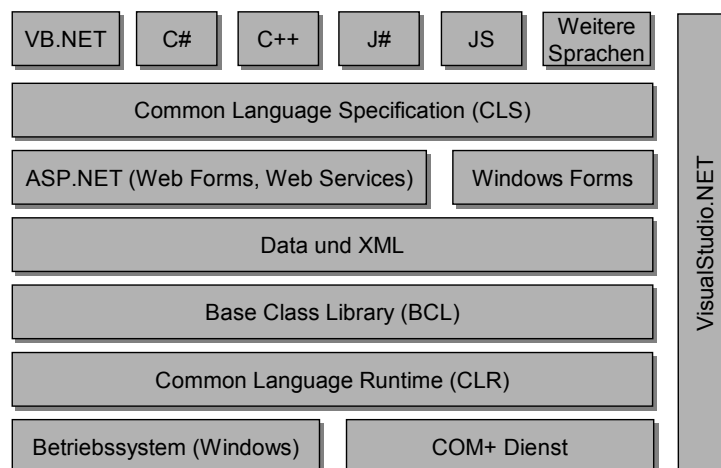 VB.NET
C#
C++
J#
JS
Weitere
Sprachen
Common Language Specification (CLS)
ASP.NET (Web Forms, Web Services)
Windows Forms
Data und XML
Base Class Library (BCL)
Common Language Runtime (CLR)
Betriebssystem (Windows)
COM+ Dienst
VisualStudio.NET